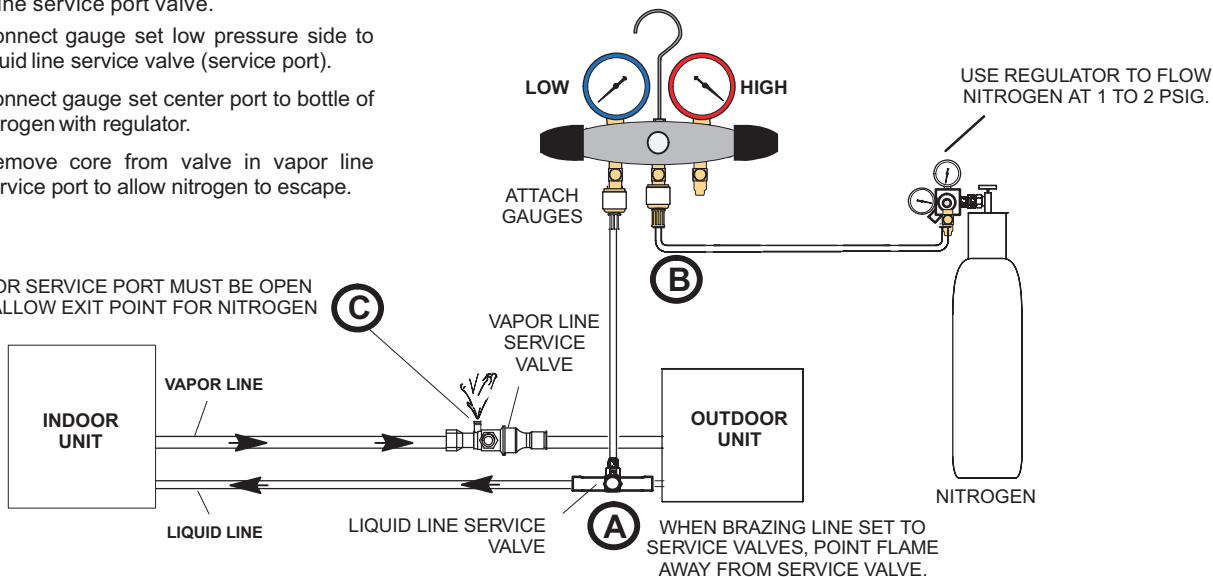 ine service port valve.
onnect gauge set low pressure side to
uid line service valve (service port).
onnect gauge set center port to bottle of
rogen with regulator.
emove core from valve in vapor line
ervice port to allow nitrogen to escape.
LOW
HIGH
USE REGULATOR TO FLOW
NITROGEN AT 1 TO 2 PSIG.
ATTACH
GAUGES
B
OR SERVICE PORT MUST BE OPEN
ALLOW EXIT POINT FOR NITROGEN
C
VAPOR LINE
SERVICE
VALVE
VAPOR LINE
INDOOR
UNIT
OUTDOOR
UNIT
NITROGEN
LIQUID LINE
LIQUID LINE SERVICE
VALVE
A
WHEN BRAZING LINE SET TO
SERVICE VALVES, POINT FLAME
AWAY FROM SERVICE VALVE.